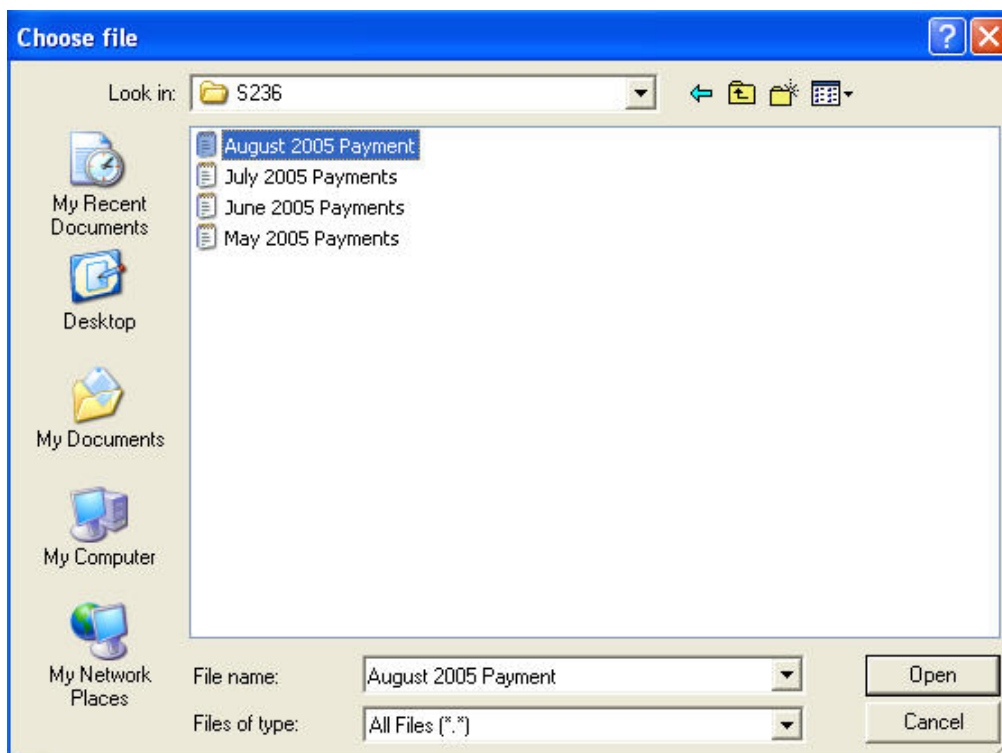 Choose file
Look in: S236
August 2005 Payment
July 2005 Payments
June 2005 Payments
May 2005 Payments
My Recent
Documents
Desktop
My Documents
My Computer
My Network
Places
File name: August 2005 Payment Open
Files of type: All Files (*.*) Cancel